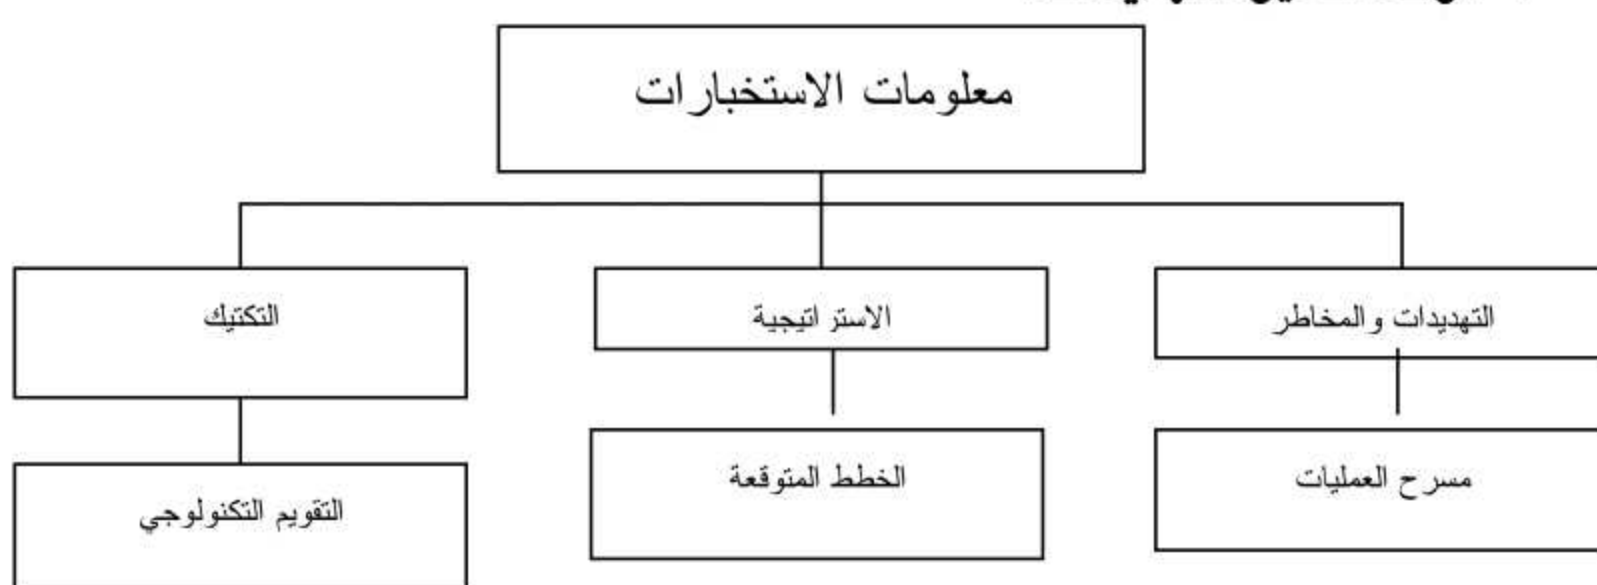 معلومات الاستخبارات
التهديدات والمخاطر
الاستراتيجية
التكتيك
مسرح العمليات
الخطط المتوقعة
التقويم التكنولوجي